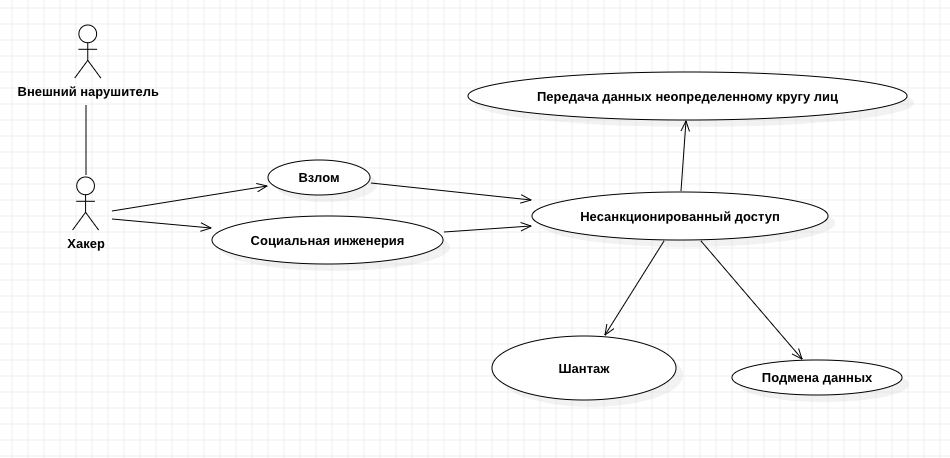 Внешний нарушитель
Передача данных неопределенному кругу лиц
Взлом
Несанкционированный доступ
Хакер
Социальная инженерия
Шантаж
Подмена данных